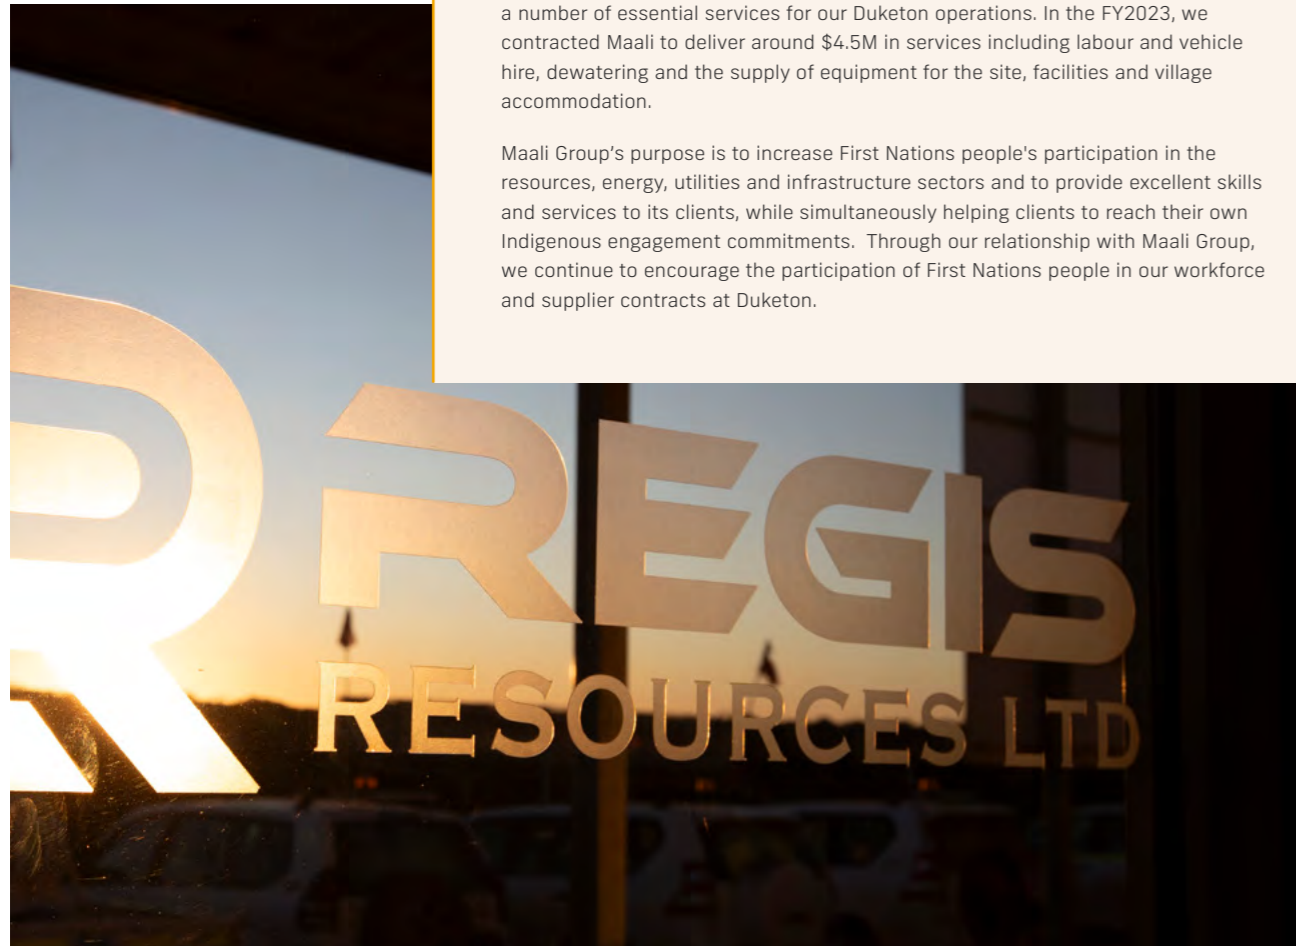 a number of essential services for our Duketon operations. In the FY2023, we
contracted Maali to deliver around $4.5M in services including labour and vehicle
hire, dewatering and the supply of equipment for the site, facilities and village
accommodation.
Maali Group's purpose is to increase First Nations people's participation in the
resources, energy, utilities and infrastructure sectors and to provide excellent skills
and services to its clients, while simultaneously helping clients to reach their own
Indigenous engagement commitments.  Through our relationship with Maali Group,
we continue to encourage the participation of First Nations people in our workforce
and supplier contracts at Duketon.
R REGIS
RESOURCES LTD